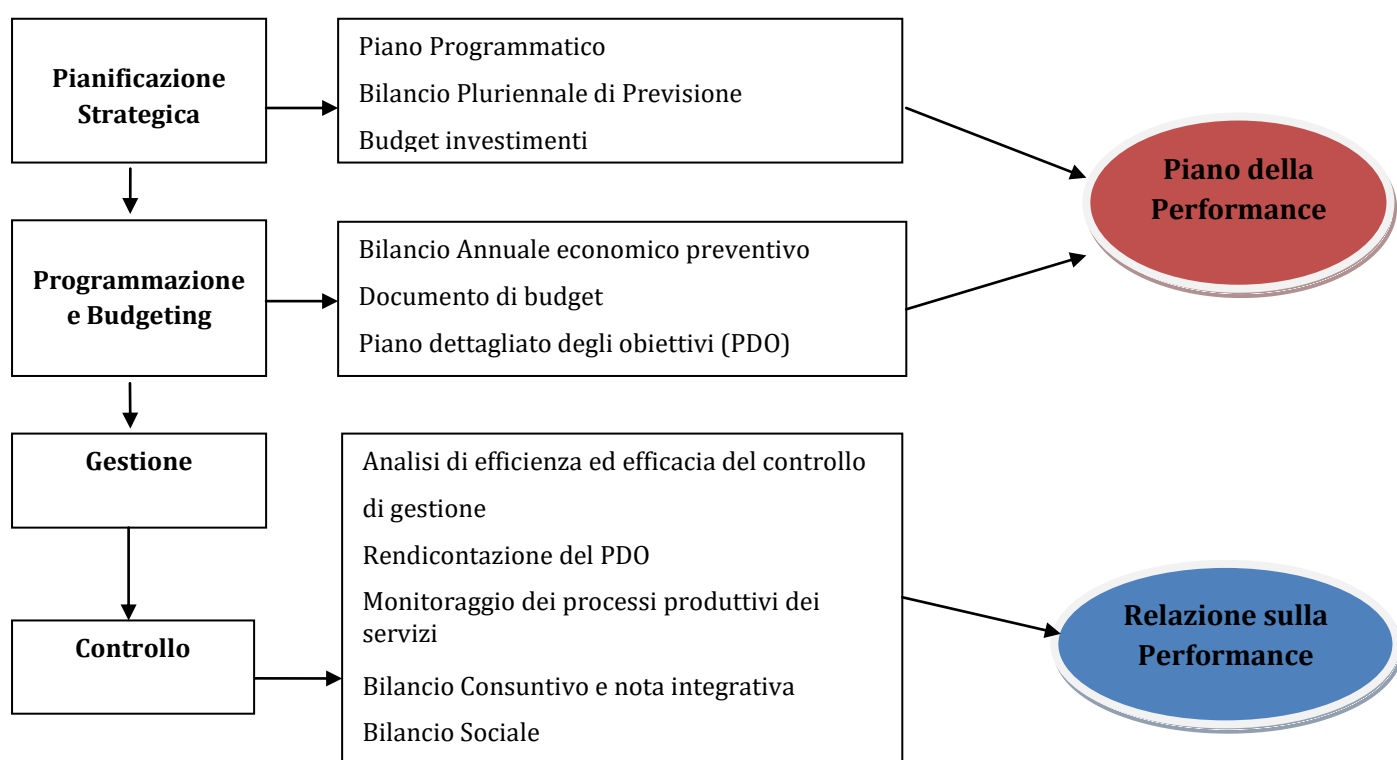 Pianificazione
Strategica
Piano Programmatico
Bilancio Pluriennale di Previsione
Budget investimenti
Piano della
Performance
Programmazione
e Budgeting
Bilancio Annuale economico preventivo
Documento di budget
Piano dettagliato degli obiettivi (PDO)
Gestione
Analisi di efficienza ed efficacia del controllo
di gestione
Rendicontazione del PDO
Monitoraggio dei processi produttivi dei
servizi
Bilancio Consuntivo e nota integrativa
Bilancio Sociale
Controllo
Relazione sulla
Performance